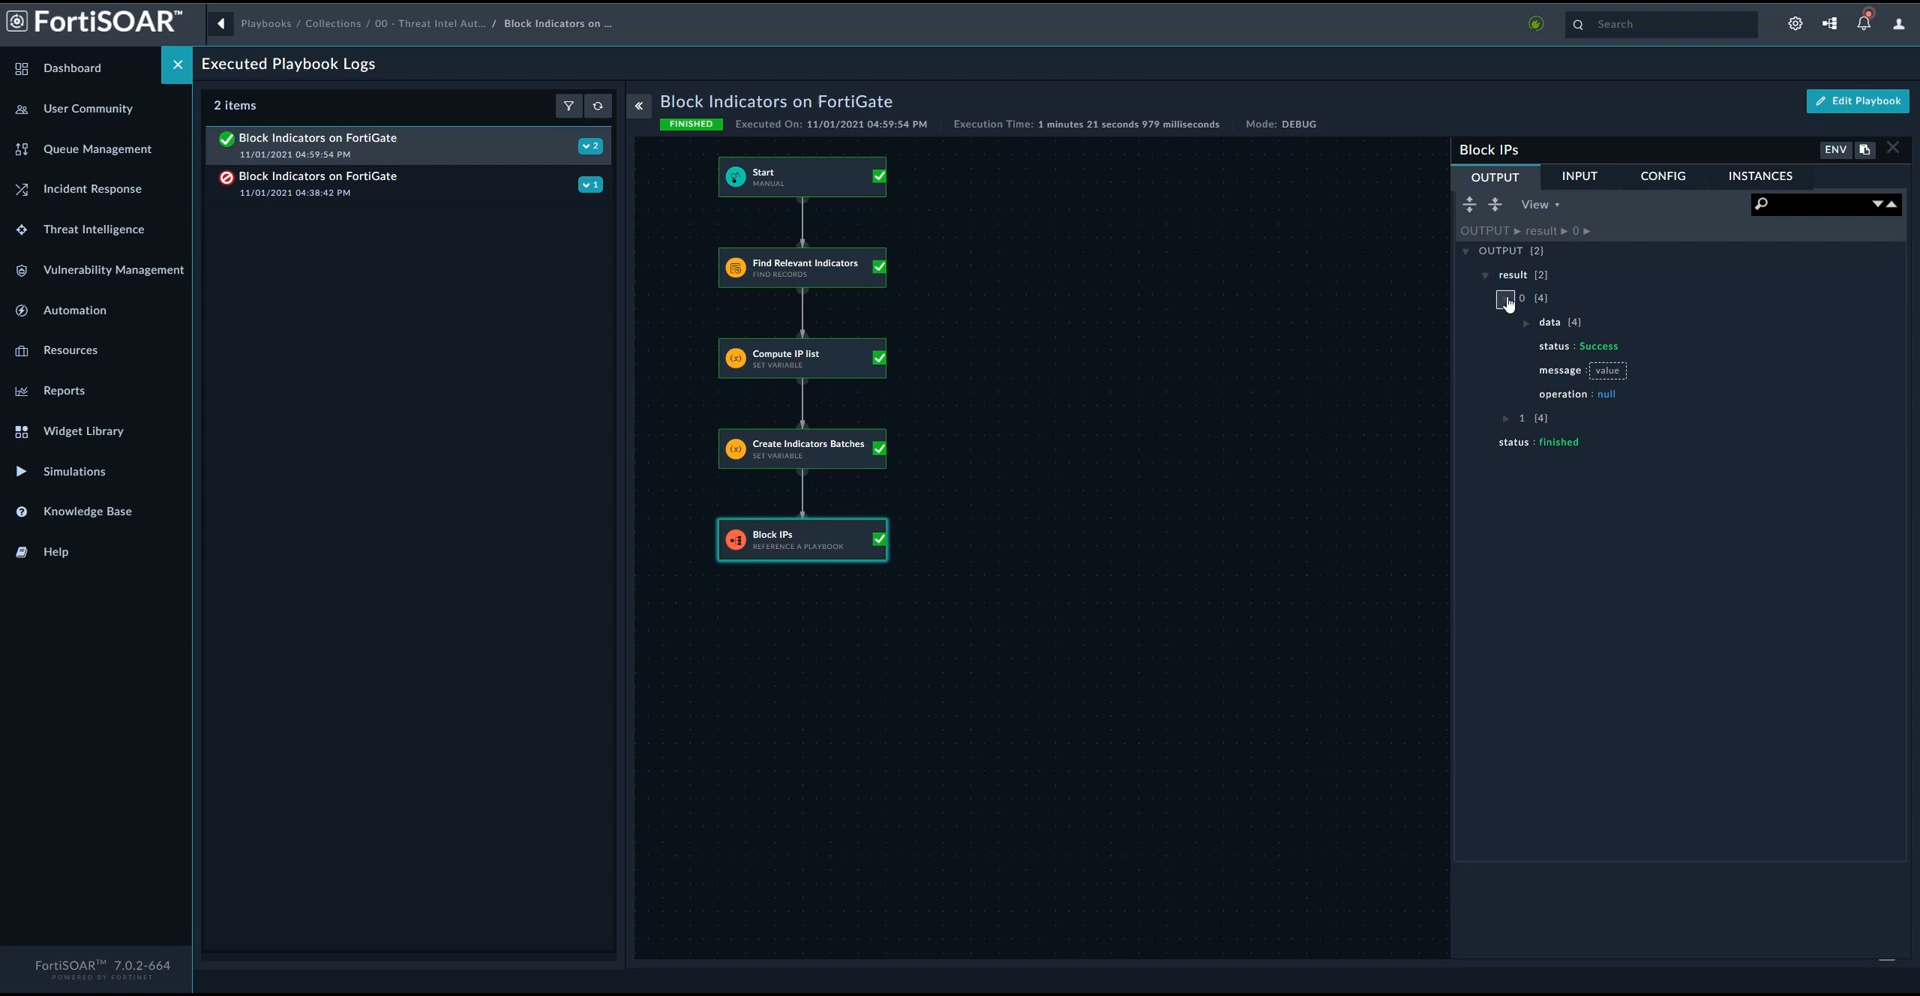 FortiSOAR™
Playbooks / Collections / 00 - Threat Intel Aut... / Block Indicators on ...
Search
Dashboard
User Community
Queue Management
Incident Response
Threat Intelligence
Vulnerability Management
Automation
Resources
Reports
Widget Library
Simulations
Knowledge Base
Help
FortiSOAR™ 7.0.2-664
POWERED BY FORTINET
Executed Playbook Logs
2 items
Block Indicators on FortiGate
11/01/2021 04:59:54 PM
2
Block Indicators on FortiGate
11/01/2021 04:38:42 PM
1
Block Indicators on FortiGate
FINISHED Executed On: 11/01/2021 04:59:54 PM Execution Time: 1 minutes 21 seconds 979 milliseconds Mode: DEBUG
Edit Playbook
Start
MANUAL
Find Relevant Indicators
FIND RECORDS
Compute IP list
SET VARIABLE
Create Indicators Batches
SET VARIABLE
Block IPs
REFERENCE A PLAYBOOK
Block IPs
ENV
OUTPUT INPUT CONFIG INSTANCES
View
OUTPUT ▶ result ▶ 0 ▶
OUTPUT [2]
result [2]
0 [4]
data [4]
status : Success
message : value
operation : null
1 [4]
status : finished